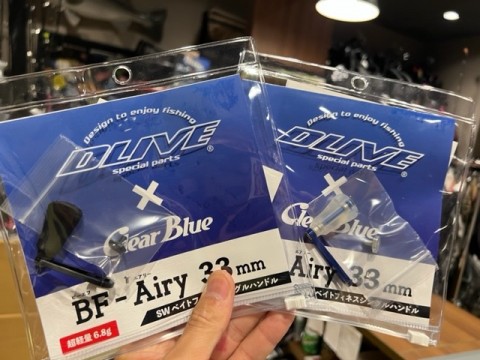 Design to enjoy fishing
DLIVE®
special parts
×
Clear Blue
BF-Airy 33mm
SWベイトフィネスシングルハンドル
超軽量6.8g
Design to enjoy fishing
DLIVE®
special parts
×
Clear Blue
Airy 33mm
ベイトフィネスシングルハンドル